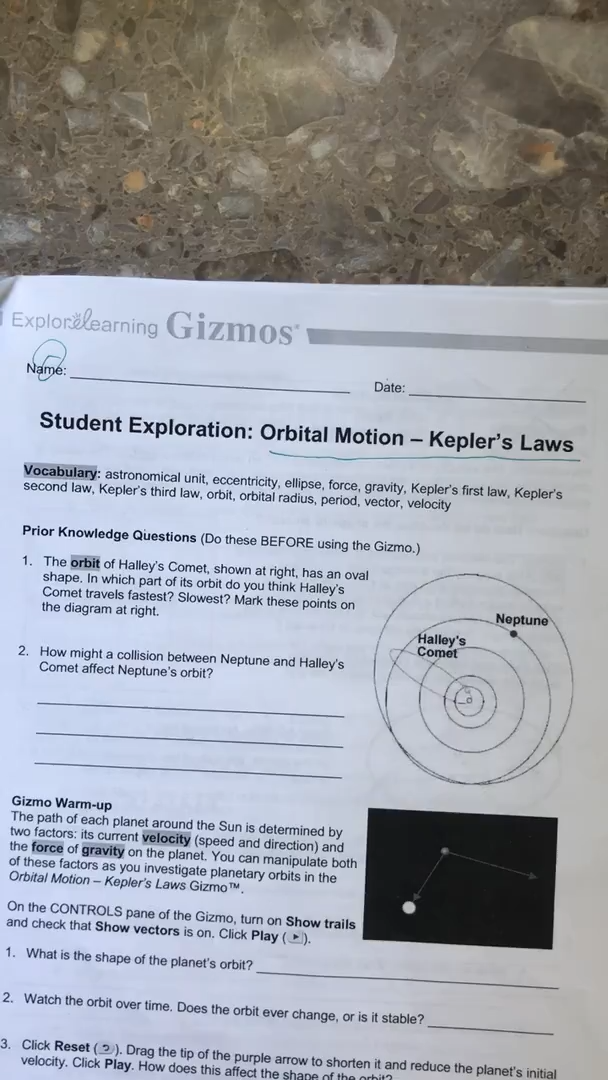 ExploreLearning Gizmos®
Name:
Date:
Student Exploration: Orbital Motion – Kepler's Laws
Vocabulary: astronomical unit, eccentricity, ellipse, force, gravity, Kepler's first law, Kepler's
second law, Kepler's third law, orbit, orbital radius, period, vector, velocity
Prior Knowledge Questions (Do these BEFORE using the Gizmo.)
1. The orbit of Halley's Comet, shown at right, has an oval
shape. In which part of its orbit do you think Halley's
Comet travels fastest? Slowest? Mark these points on
the diagram at right.
Neptune
Halley's
Comet
2. How might a collision between Neptune and Halley's
Comet affect Neptune's orbit?
Gizmo Warm-up
The path of each planet around the Sun is determined by
two factors: its current velocity (speed and direction) and
the force of gravity on the planet. You can manipulate both
of these factors as you investigate planetary orbits in the
Orbital Motion – Kepler's Laws Gizmo™.
On the CONTROLS pane of the Gizmo, turn on Show trails
and check that Show vectors is on. Click Play ( ).
1. What is the shape of the planet's orbit?
2. Watch the orbit over time. Does the orbit ever change, or is it stable?
3. Click Reset ( ). Drag the tip of the purple arrow to shorten it and reduce the planet's initial
velocity. Click Play. How does this affect the shape of the orbit?